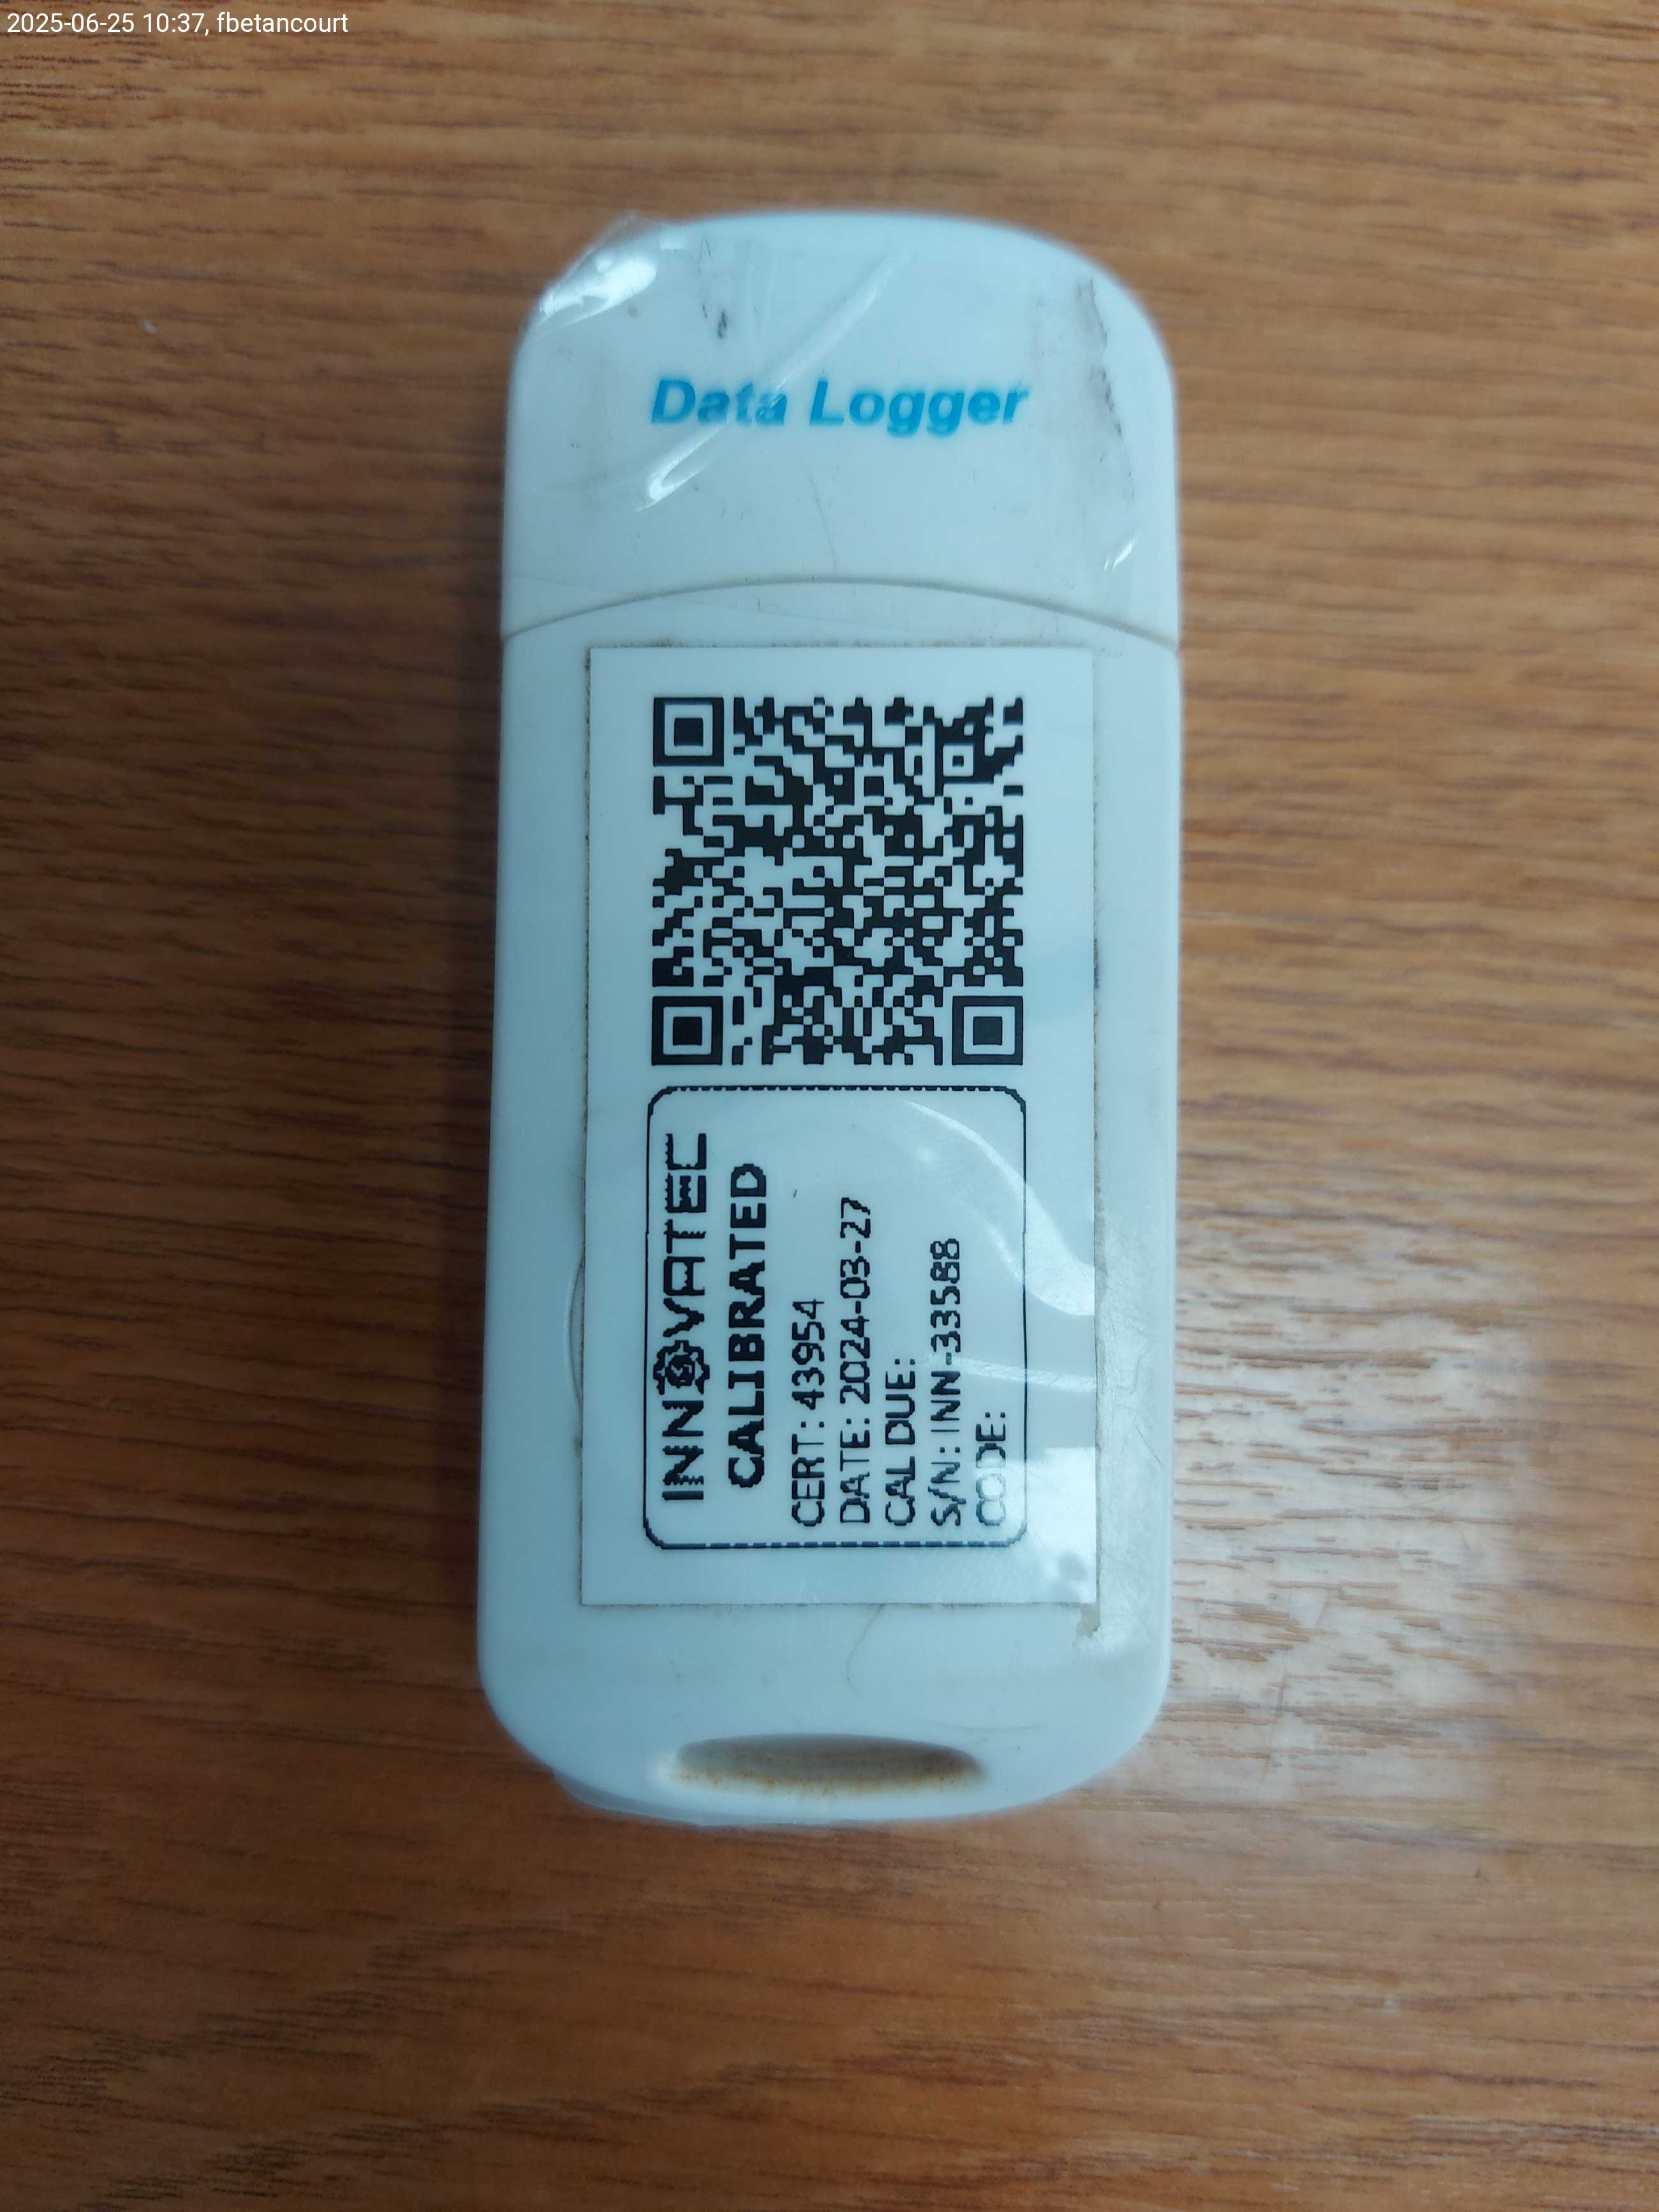 2025-06-25 10:37, fbetancourt
Data Logger
INNOVATEC
CALIBRATED
CERT: 43954
DATE: 2024-03-27
CAL DUE:
S/N: INN-33588
CODE: